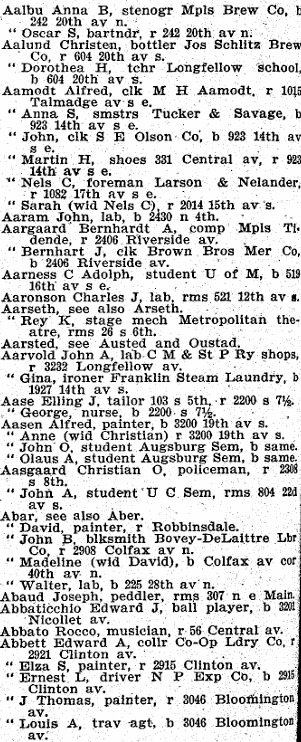 Aalbu Anna B, stenogr Mpls Brew Co, b
242 20th av n.
" Oscar S, bartndr, r 242 20th av n.
Aalund Christen, bottler Jos Schlitz Brew
Co, r 604 20th av s.
" Dorothea H, tchr Longfellow school,
b 604 20th av s.
Aamodt Alfred, clk M H Aamodt, r 1015
Talmadge av s e.
" Anna S, smstrs Tucker & Savage, b
923 14th av s e.
" John, clk S E Olson Co, b 923 14th av
s e.
" Martin H, shoes 331 Central av, r 923
14th av s e.
" Nels C, foreman Larson & Nelander,
r 1082 17th av s e.
" Sarah (wid Nels C), r 2014 15th av s.
Aaram John, lab, b 2430 n 4th.
Aargaard Bernhardt A, comp Mpls Ti-
dende, r 2406 Riverside av.
" Bernhart J, clk Brown Bros Mer Co,
b 2406 Riverside av.
Aarness C Adolph, student U of M, b 519
16th av s e.
Aaronson Charles J, lab, rms 521 12th av s.
Aarseth, see also Arseth.
" Rey K, stage mech Metropolitan the-
atre, rms 26 s 6th.
Aarsted, see Austed and Oustad.
Aarvold John A, lab C M & St P Ry shops,
r 3232 Longfellow av.
" Gina, ironer Franklin Steam Laundry, b
1927 14th av s.
Aase Elling J, tailor 103 s 5th, r 2200 s 7½.
" George, nurse, b 2200 s 7½.
Aasen Alfred, painter, b 3200 19th av s.
" Anne (wid Christian) r 3200 19th av s.
" John O, student Augsburg Sem, b same.
" Olaus A, student Augsburg Sem, b same.
Aasgaard Christian O, policeman, r 2308
s 8th.
" John A, student U C Sem, rms 804 22d
av s.
Abar, see also Aber.
" David, painter, r Robbinsdale.
" John B, blksmith Bovey-DeLaittre Lbr
Co, r 2908 Colfax av n.
" Madeline (wid David), b Colfax av cor
40th av n.
" Walter, lab, b 225 28th av n.
Abaud Joseph, peddler, rms 307 n e Main.
Abbaticchio Edward J, ball player, b 3201
Nicollet av.
Abbato Rocco, musician, r 56 Central av.
Abbett Edward A, collr Co-Op Ldry Co, r
2921 Clinton av.
" Elza S, painter, r 2915 Clinton av.
" Ernest L, driver N P Exp Co, b 2915
Clinton av.
" J Thomas, painter, r 3046 Bloomington
av.
" Louis A, trav agt, b 3046 Bloomington
av.